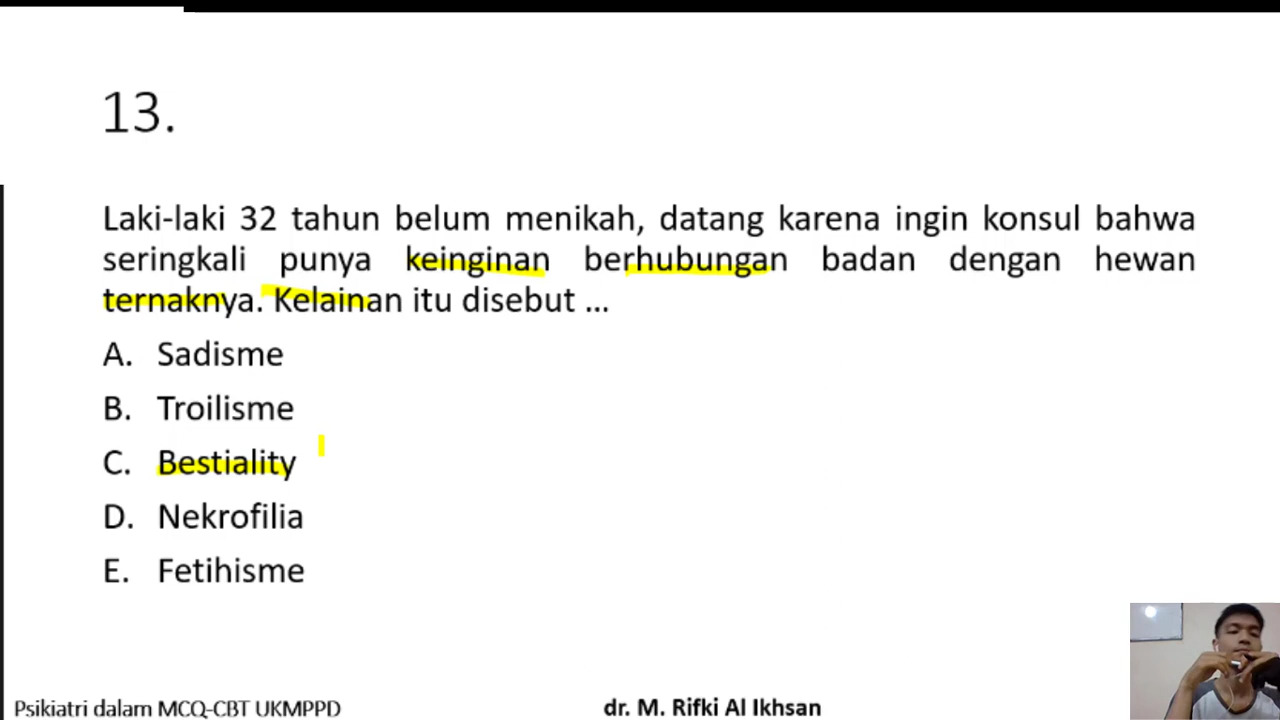 13.
Laki-laki 32 tahun belum menikah, datang karena ingin konsul bahwa
seringkali punya keinginan berhubungan badan dengan hewan
ternaknya. Kelainan itu disebut ...
A. Sadisme
B. Troilisme
C. Bestiality
D. Nekrofilia
E. Fetihisme
Psikiatri dalam MCQ-CBT UKMPPD
dr. M. Rifki Al Ikhsan